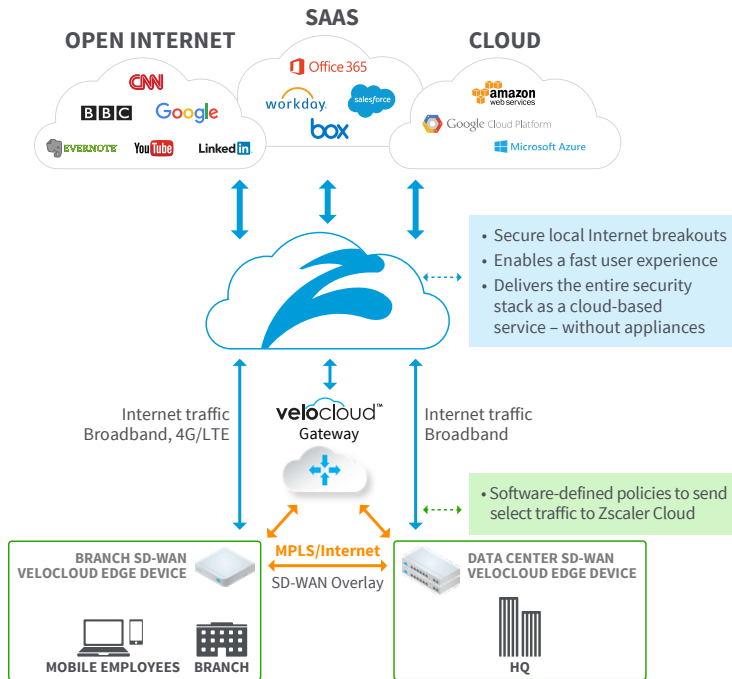 SAAS
OPEN INTERNET
CLOUD
CNN
BBC
Google
EVERNOTE
YouTube
Linked in
Office 365
workday.
salesforce
box
amazon
web services
Google Cloud Platform
Microsoft Azure
• Secure local Internet breakouts
• Enables a fast user experience
• Delivers the entire security
stack as a cloud-based
service – without appliances
Internet traffic
Broadband, 4G/LTE
velocloud™
Gateway
Internet traffic
Broadband
• Software-defined policies to send
select traffic to Zscaler Cloud
BRANCH SD-WAN
VELOCLOUD EDGE DEVICE
MPLS/Internet
SD-WAN Overlay
DATA CENTER SD-WAN
VELOCLOUD EDGE DEVICE
MOBILE EMPLOYEES
BRANCH
HQ